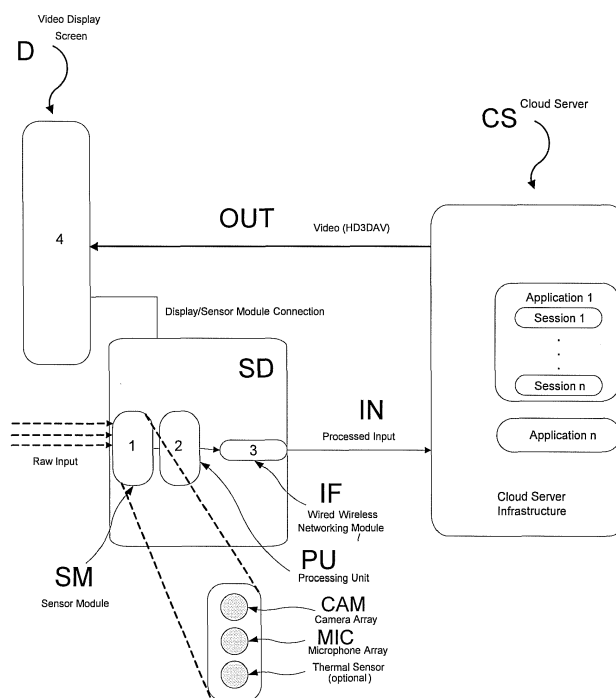 Video Display
Screen
D
Cloud Server
CS
OUT
Video (HD3DAV)
4
Display/Sensor Module Connection
Application 1
Session 1
.
.
.
Session n
SD
IN
Processed Input
Application n
1
2
3
Raw Input
IF
Wired Wireless
Networking Module
Cloud Server
Infrastructure
PU
Processing Unit
SM
Sensor Module
CAM
Camera Array
MIC
Microphone Array
Thermal Sensor
(optional)